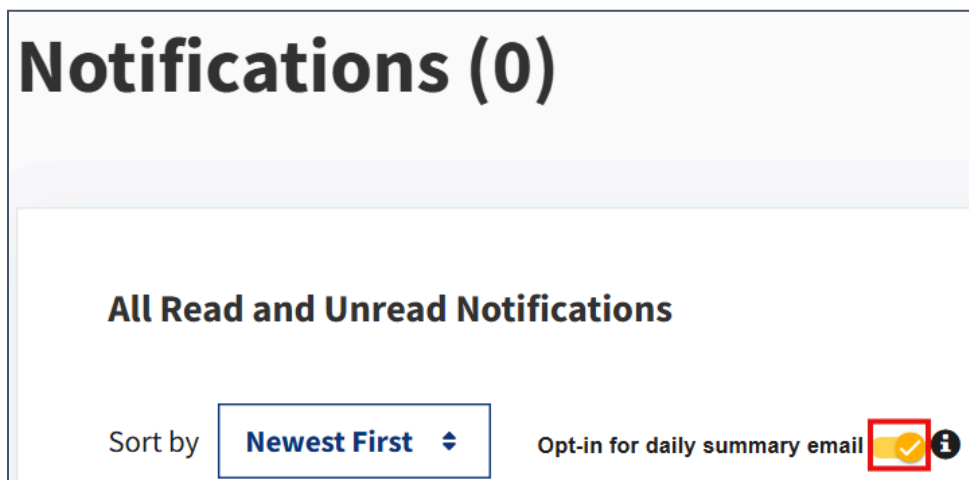 Notifications (0)
All Read and Unread Notifications
Sort by Newest First Opt-in for daily summary email